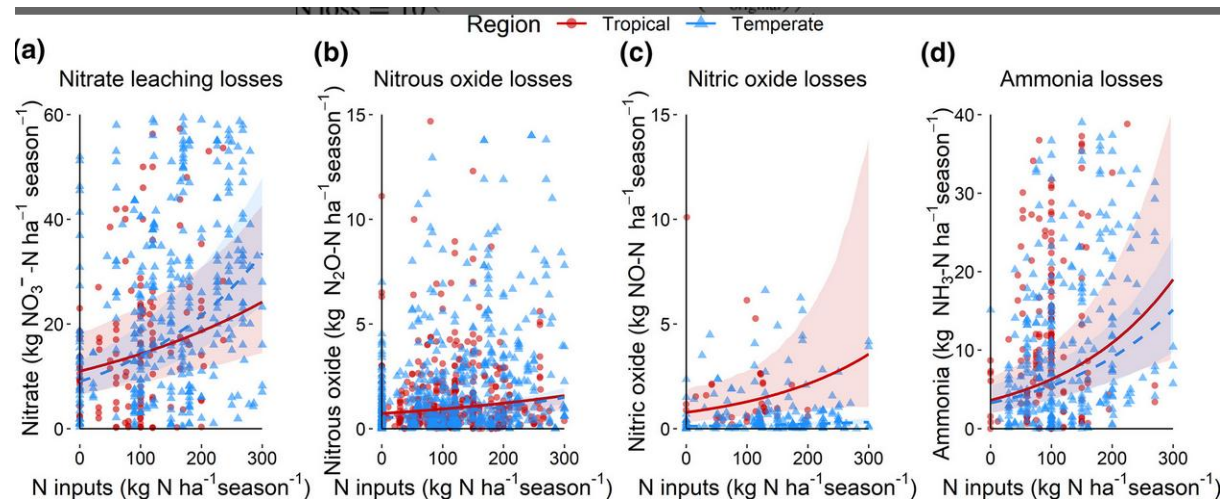 N loss = 10
original
Region Tropical Temperate
(a) (b) (c) (d)
Nitrate leaching losses Nitrous oxide losses Nitric oxide losses Ammonia losses
Nitrate (kg NO₃⁻-N ha⁻¹season⁻¹)
60
40
20
0
0 100 200 300
N inputs (kg N ha⁻¹season⁻¹)
Nitrous oxide (kg N₂O-N ha⁻¹season⁻¹)
15
10
5
0
0 100 200 300
N inputs (kg N ha⁻¹season⁻¹)
Nitric oxide (kg NO-N ha⁻¹season⁻¹)
15
10
5
0
0 100 200 300
N inputs (kg N ha⁻¹season⁻¹)
Ammonia (kg NH₃-N ha⁻¹season⁻¹)
40
30
20
10
0
0 100 200 300
N inputs (kg N ha⁻¹season⁻¹)